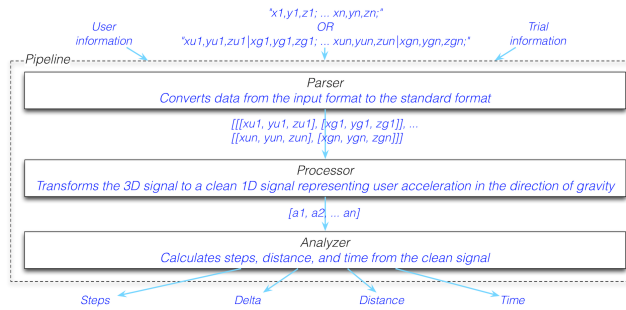 "x1,y1,z1; ... xn,yn,zn;"
User
information
OR
Trial
information
"xu1,yu1,zu1|xg1,yg1,zg1; ... xun,yun,zun|xgn,ygn,zgn;"
Pipeline
Parser
Converts data from the input format to the standard format
[[[xu1, yu1, zu1], [xg1, yg1, zg1]], ...
[[xun, yun, zun], [xgn, ygn, zgn]]]
Processor
Transforms the 3D signal to a clean 1D signal representing user acceleration in the direction of gravity
[a1, a2, ... an]
Analyzer
Calculates steps, distance, and time from the clean signal
Steps
Delta
Distance
Time